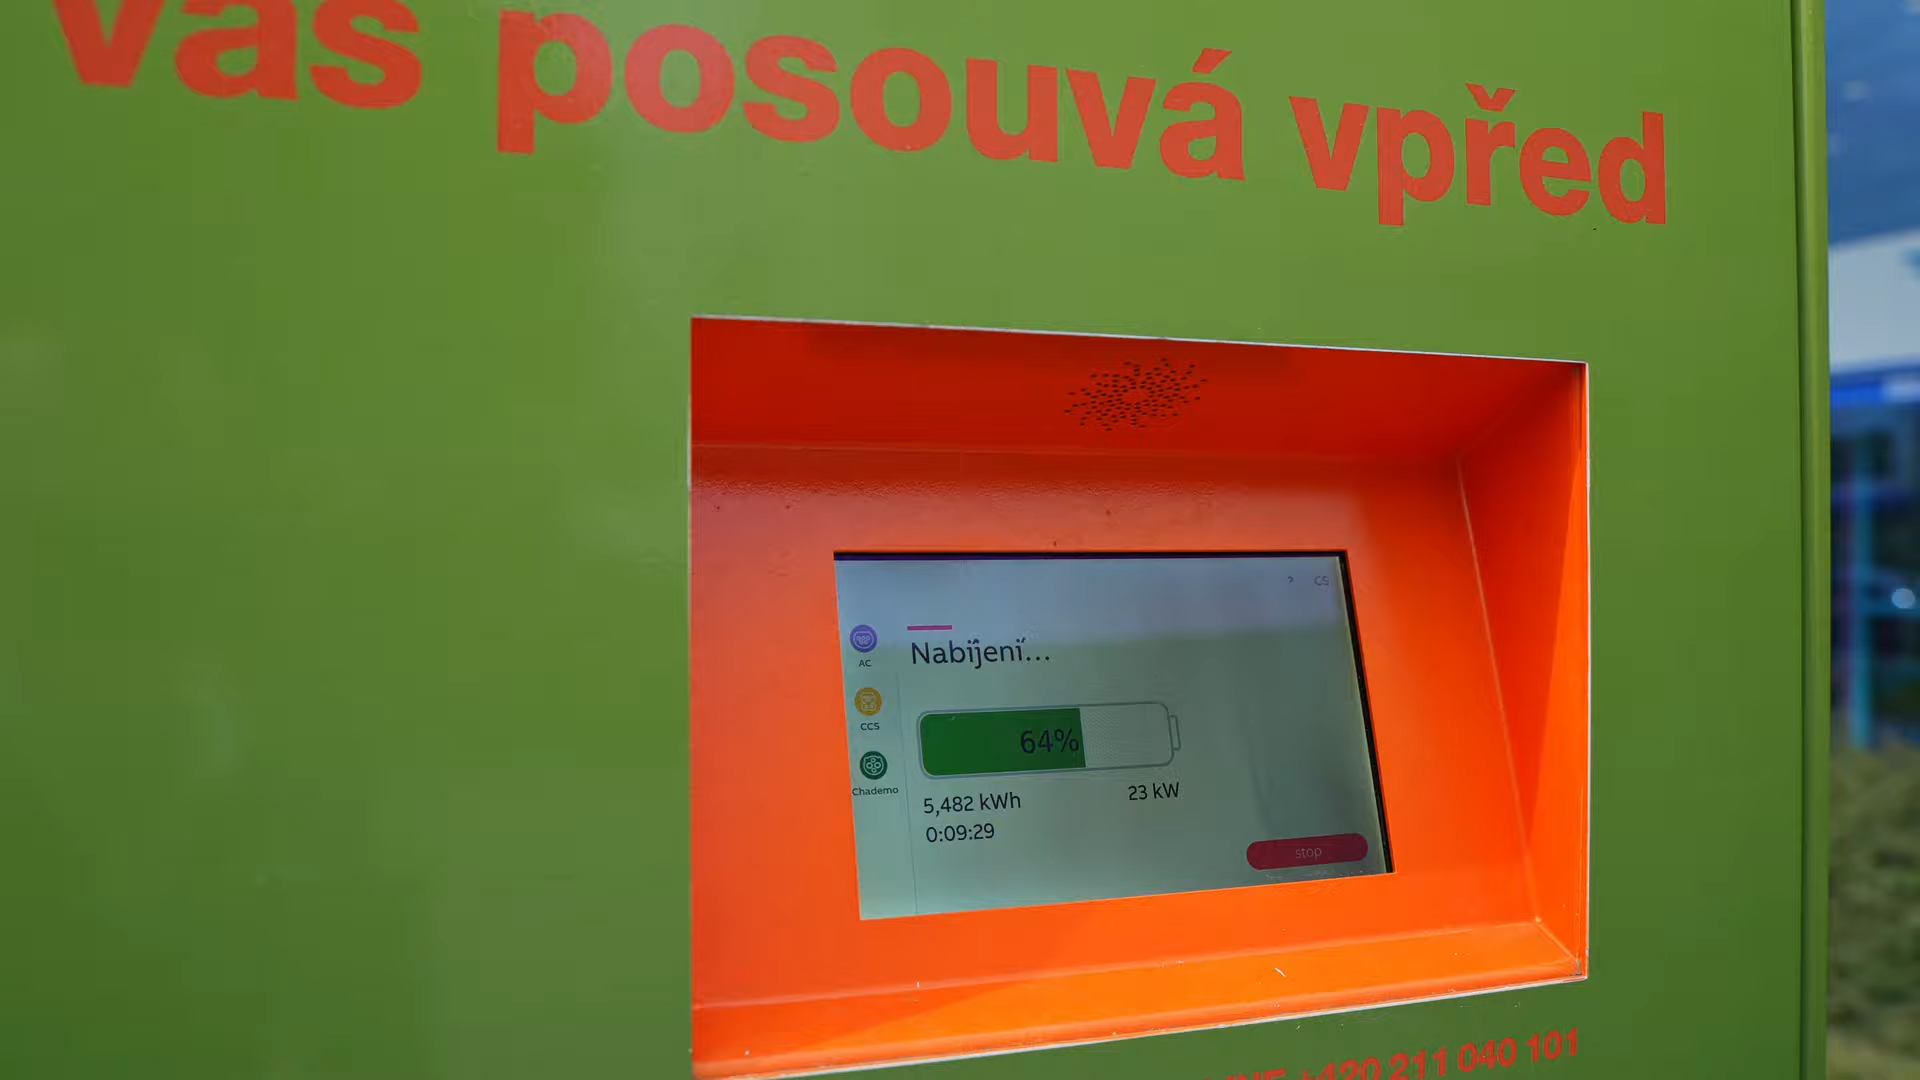 vás posouvá vpřed
? CS
AC
Nabíjení...
CCS
64%
Chademo
5,482 kWh
23 kW
0:09:29
stop
+420 211 040 101